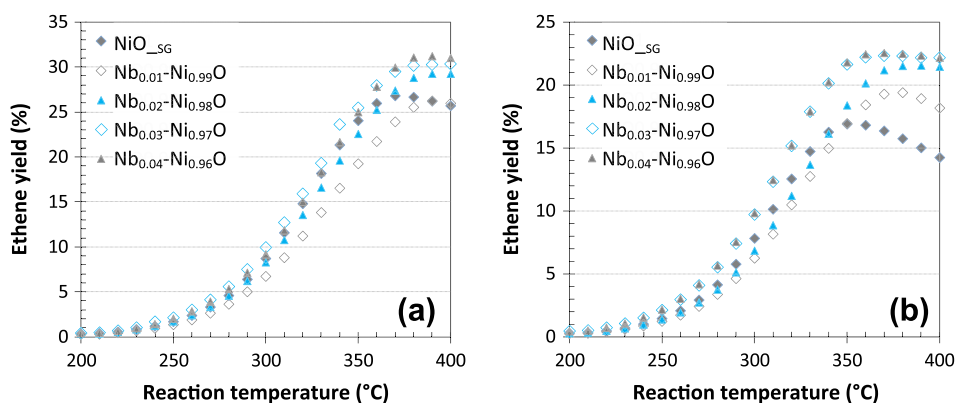 35
30
25
20
15
10
5
0
Ethene yield (%)
NiO_SG
Nb0.01-Ni0.99O
Nb0.02-Ni0.98O
Nb0.03-Ni0.97O
Nb0.04-Ni0.96O
(a)
200 250 300 350 400
Reaction temperature (°C)
25
20
15
10
5
0
Ethene yield (%)
NiO_SG
Nb0.01-Ni0.99O
Nb0.02-Ni0.98O
Nb0.03-Ni0.97O
Nb0.04-Ni0.96O
(b)
200 250 300 350 400
Reaction temperature (°C)